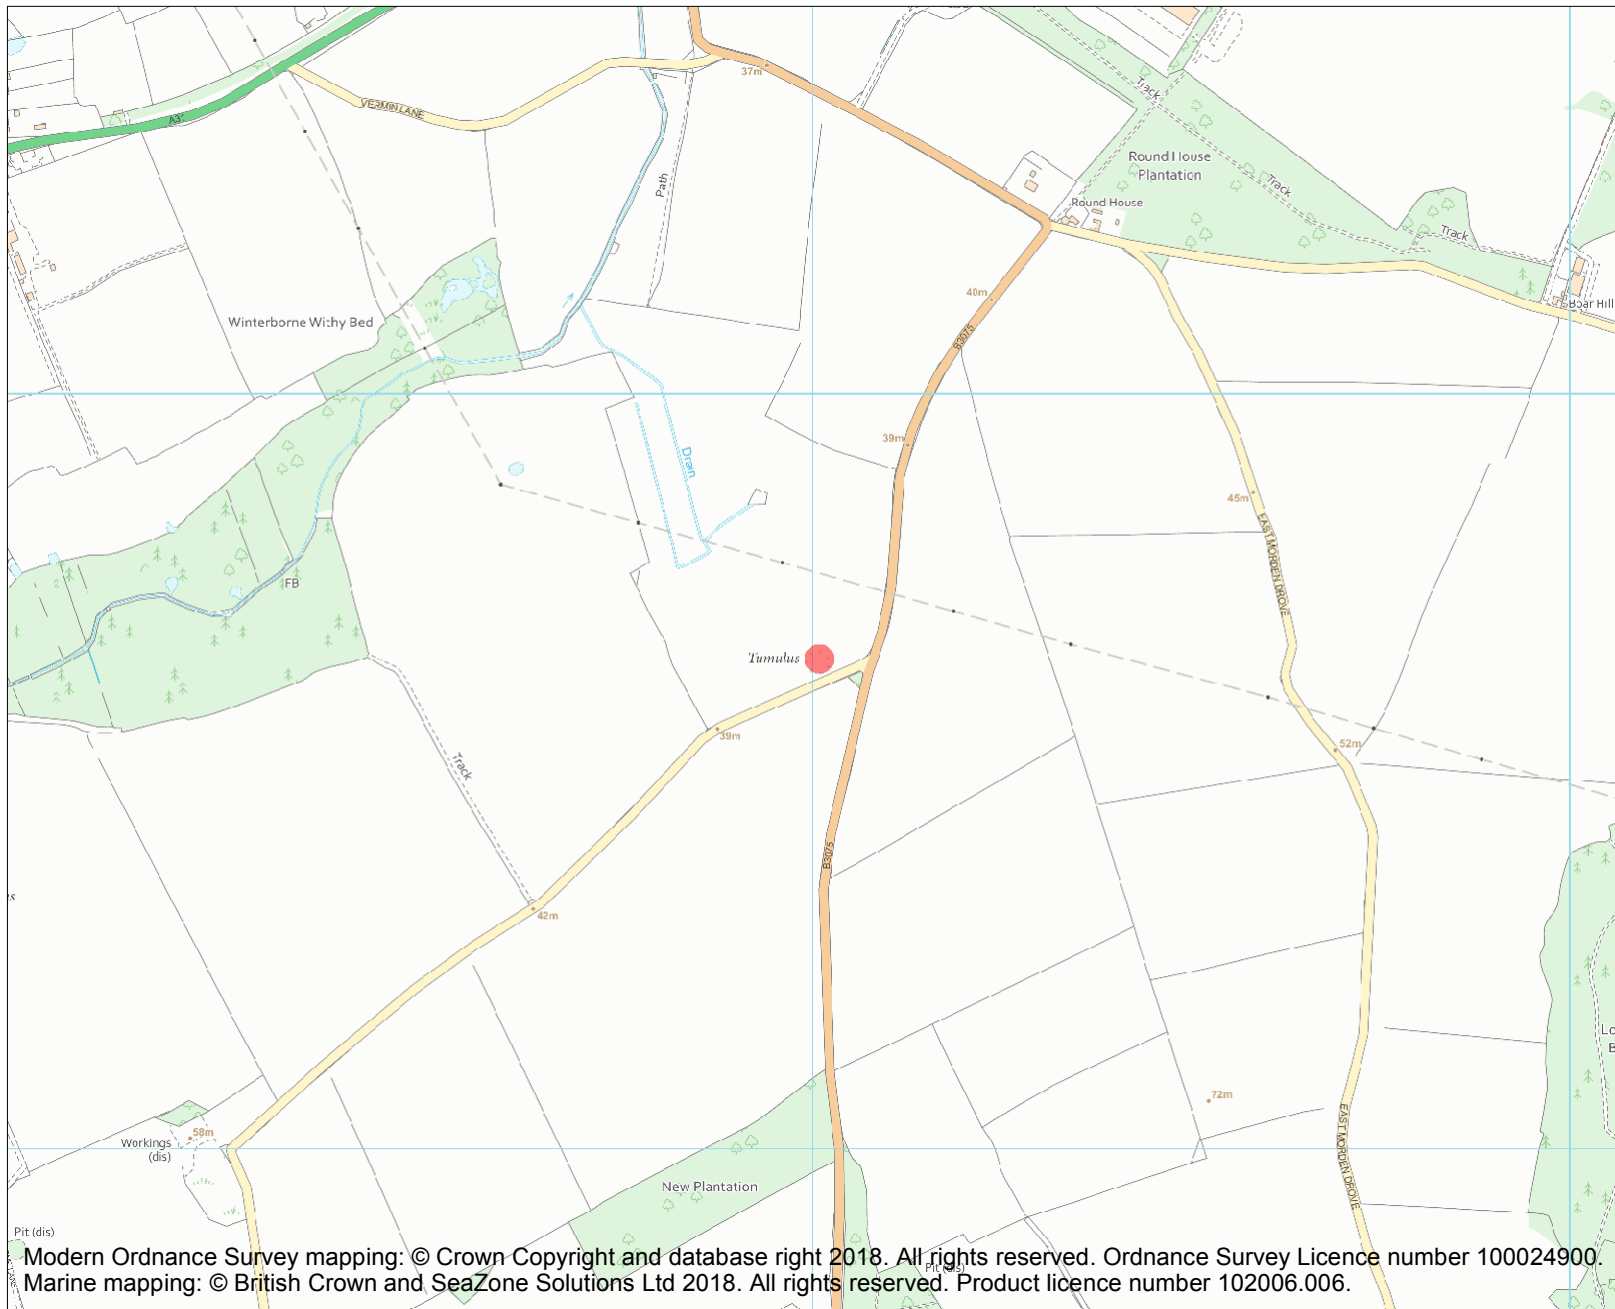 37m
VERMIN LANE
Track
Round House
Plantation
Path
Track
Round House
Track
40m
Boar Hill
Winterborne Withy Bed
B3075
39m
Drain
45m
EAST MORDEN DROVE
FB
Tumulus
39m
52m
Track
B3075
42m
72m
58m
Workings
(dis)
EAST MORDEN DROVE
New Plantation
Pit (dis)
Pit (dis)
Modern Ordnance Survey mapping: © Crown Copyright and database right 2018. All rights reserved. Ordnance Survey Licence number 100024900.
Marine mapping: © British Crown and SeaZone Solutions Ltd 2018. All rights reserved. Product licence number 102006.006.